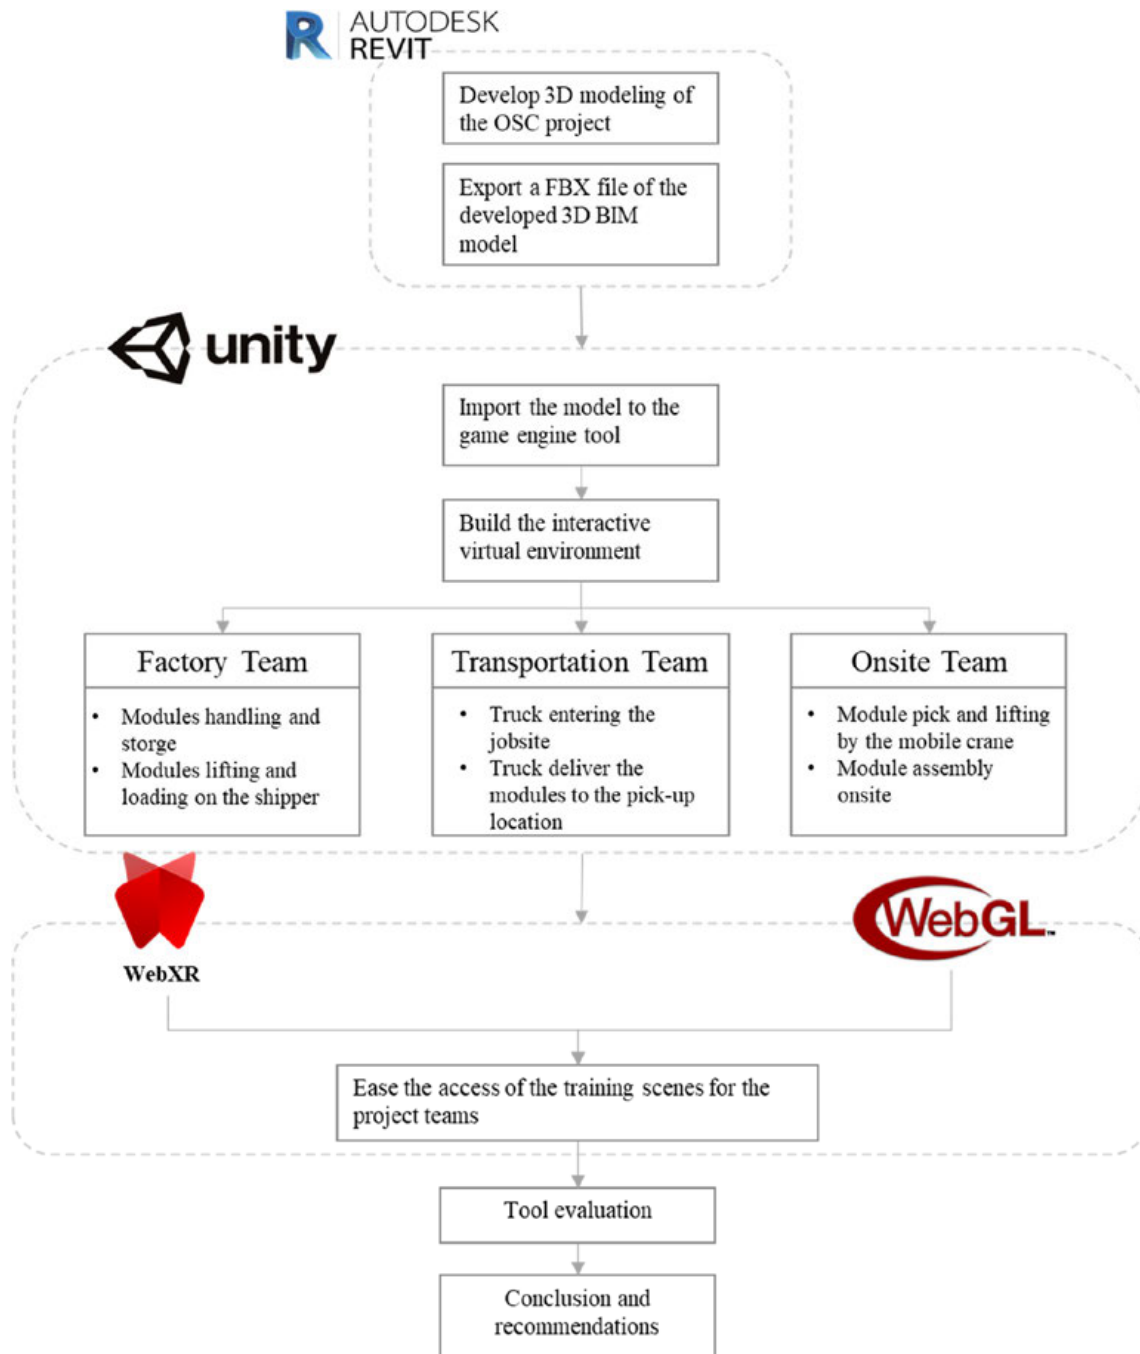 AUTODESK
REVIT
Develop 3D modeling of
the OSC project
Export a FBX file of the
developed 3D BIM
model
unity
Import the model to the
game engine tool
Build the interactive
virtual environment
Factory Team
• Modules handling and
storge
• Modules lifting and
loading on the shipper
Transportation Team
• Truck entering the
jobsite
• Truck deliver the
modules to the pick-up
location
Onsite Team
• Module pick and lifting
by the mobile crane
• Module assembly
onsite
WebXR
WebGL™
Ease the access of the training scenes for the
project teams
Tool evaluation
Conclusion and
recommendations